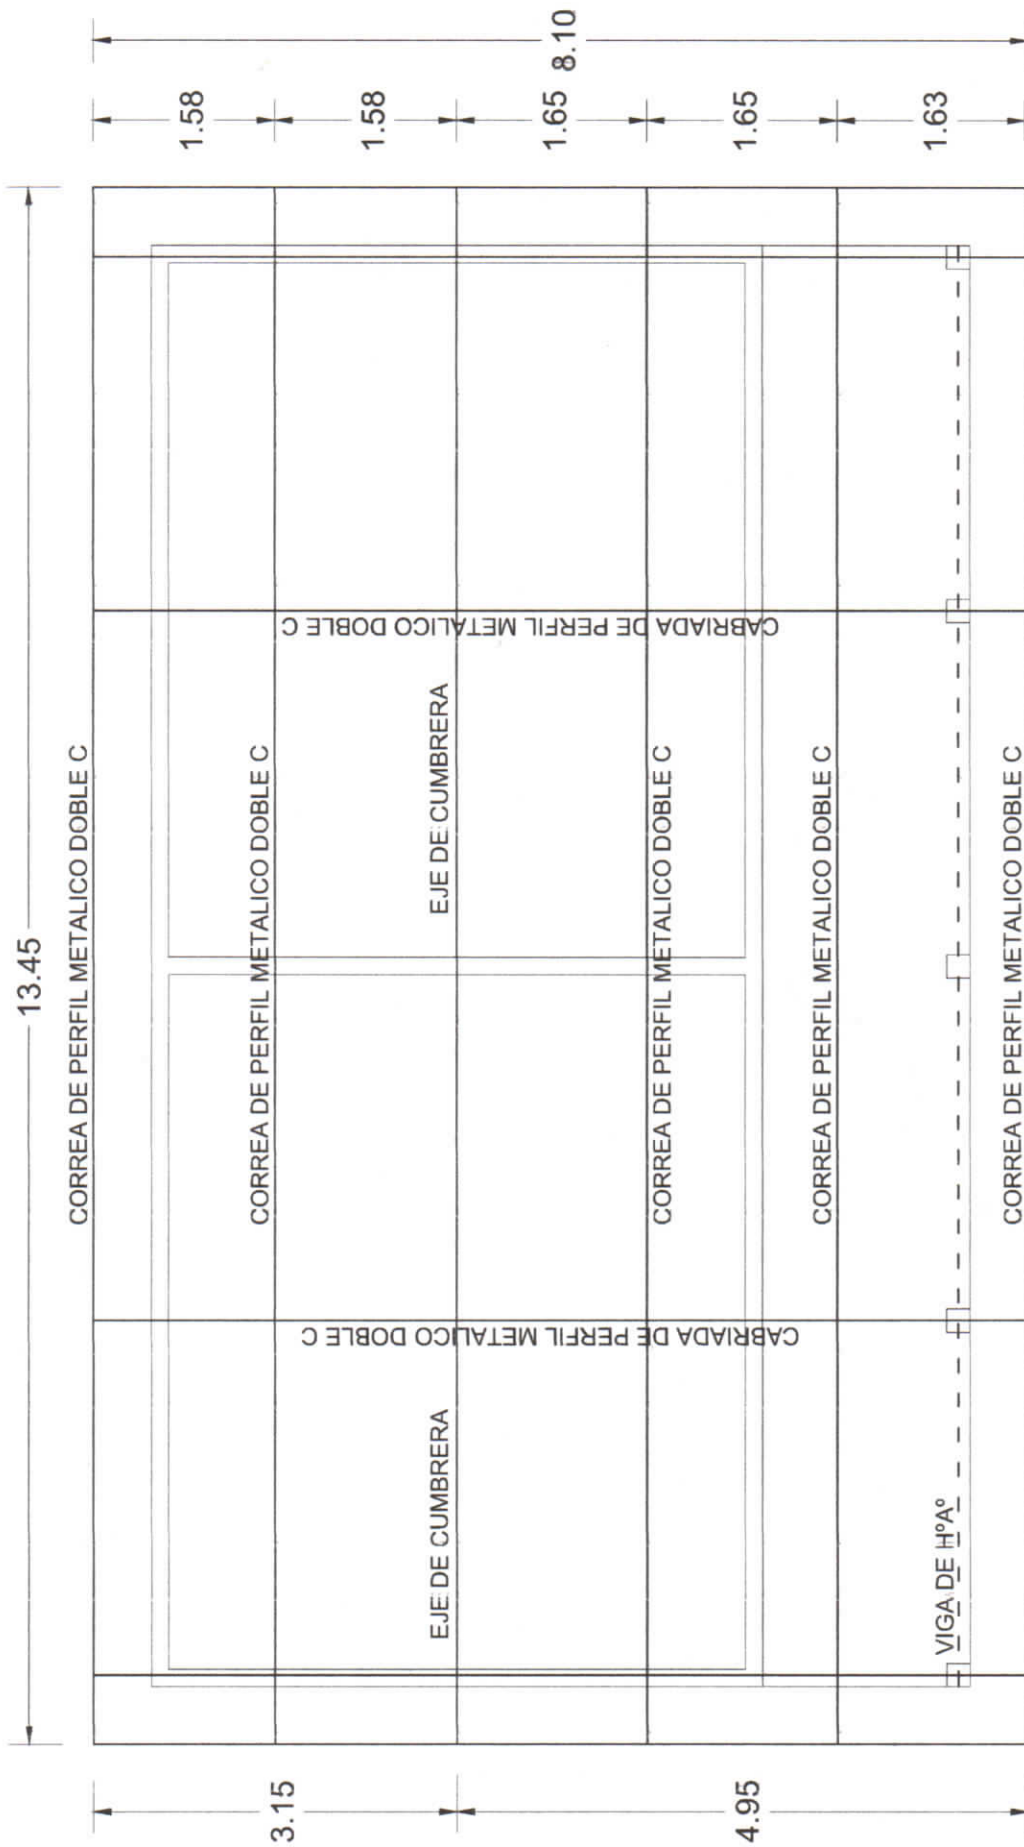 13.45
CORREA DE PERFIL METALICO DOBLE C
CORREA DE PERFIL METALICO DOBLE C
EJE DE CUMBRERA
EJE DE CUMBRERA
CABRIADA DE PERFIL METALICO DOBLE C
CABRIADA DE PERFIL METALICO DOBLE C
CORREA DE PERFIL METALICO DOBLE C
CORREA DE PERFIL METALICO DOBLE C
VIGA DE HºAº
CORREA DE PERFIL METALICO DOBLE C
3.15
4.95
1.58
1.58
1.65
1.65
1.63
8.10